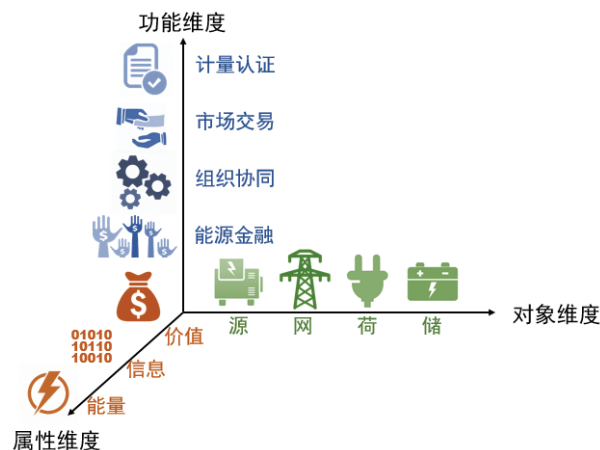 功能维度
计量认证
市场交易
组织协同
能源金融
$ $ $ $ $
$
对象维度
源 网 荷 储
价值
01010
10110
10010
信息
能量
属性维度